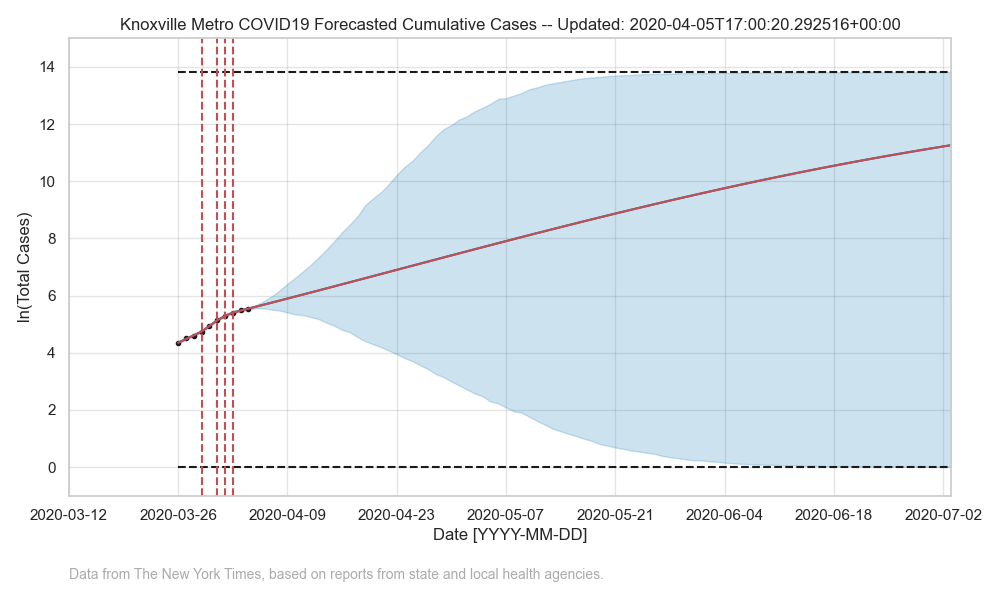 Knoxville Metro COVID19 Forecasted Cumulative Cases -- Updated: 2020-04-05T17:00:20.292516+00:00
ln(Total Cases)
14
12
10
8
6
4
2
0
2020-03-12 2020-03-26 2020-04-09 2020-04-23 2020-05-07 2020-05-21 2020-06-04 2020-06-18 2020-07-02
Date [YYYY-MM-DD]
Data from The New York Times, based on reports from state and local health agencies.